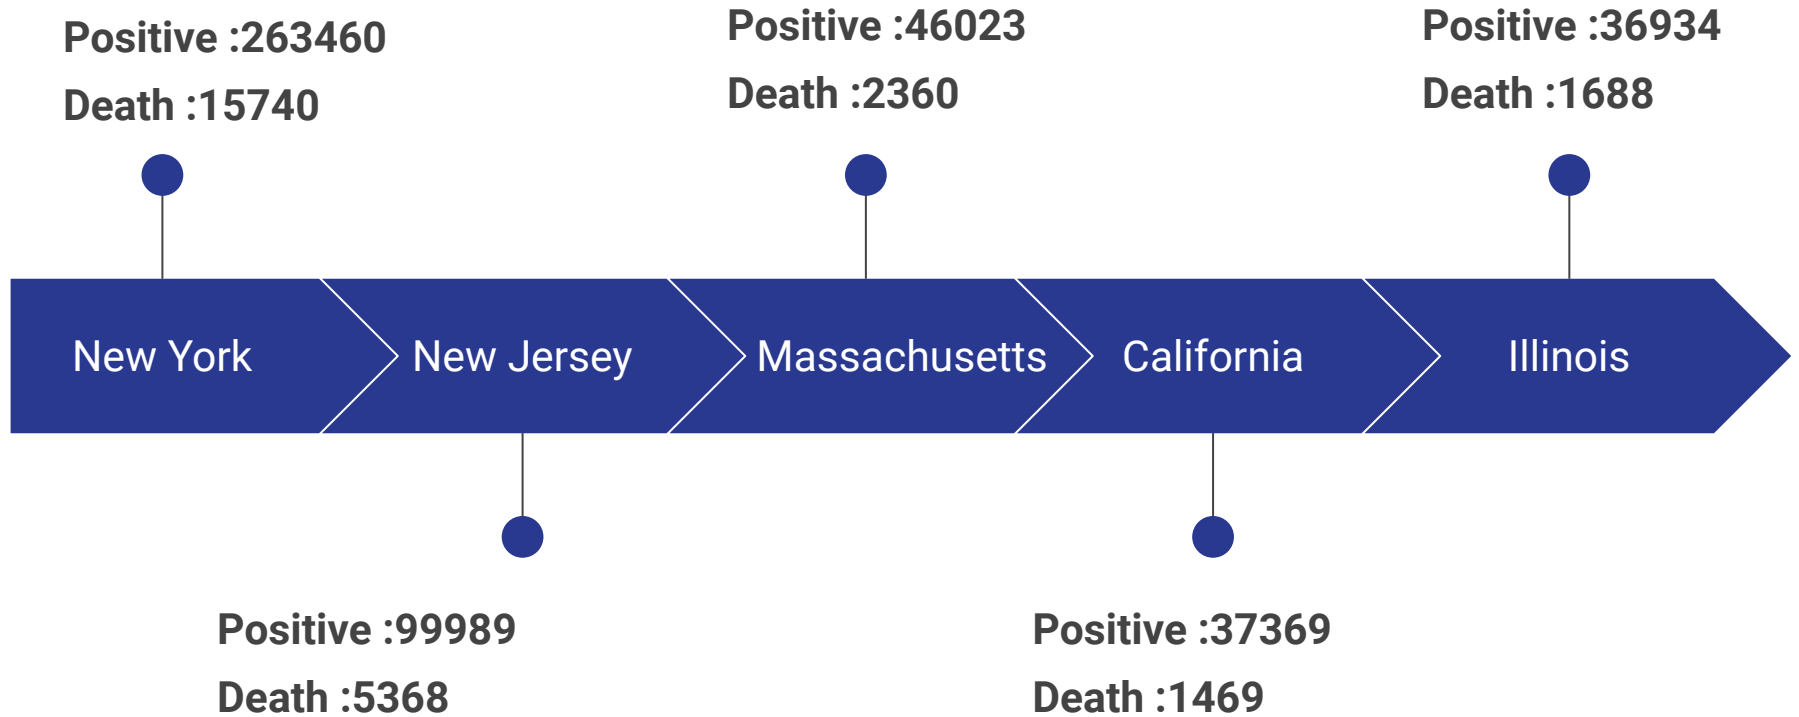 Positive :263460
Death :15740
Positive :46023
Death :2360
Positive :36934
Death :1688
New York
New Jersey
Massachusetts
California
Illinois
Positive :99989
Death :5368
Positive :37369
Death :1469